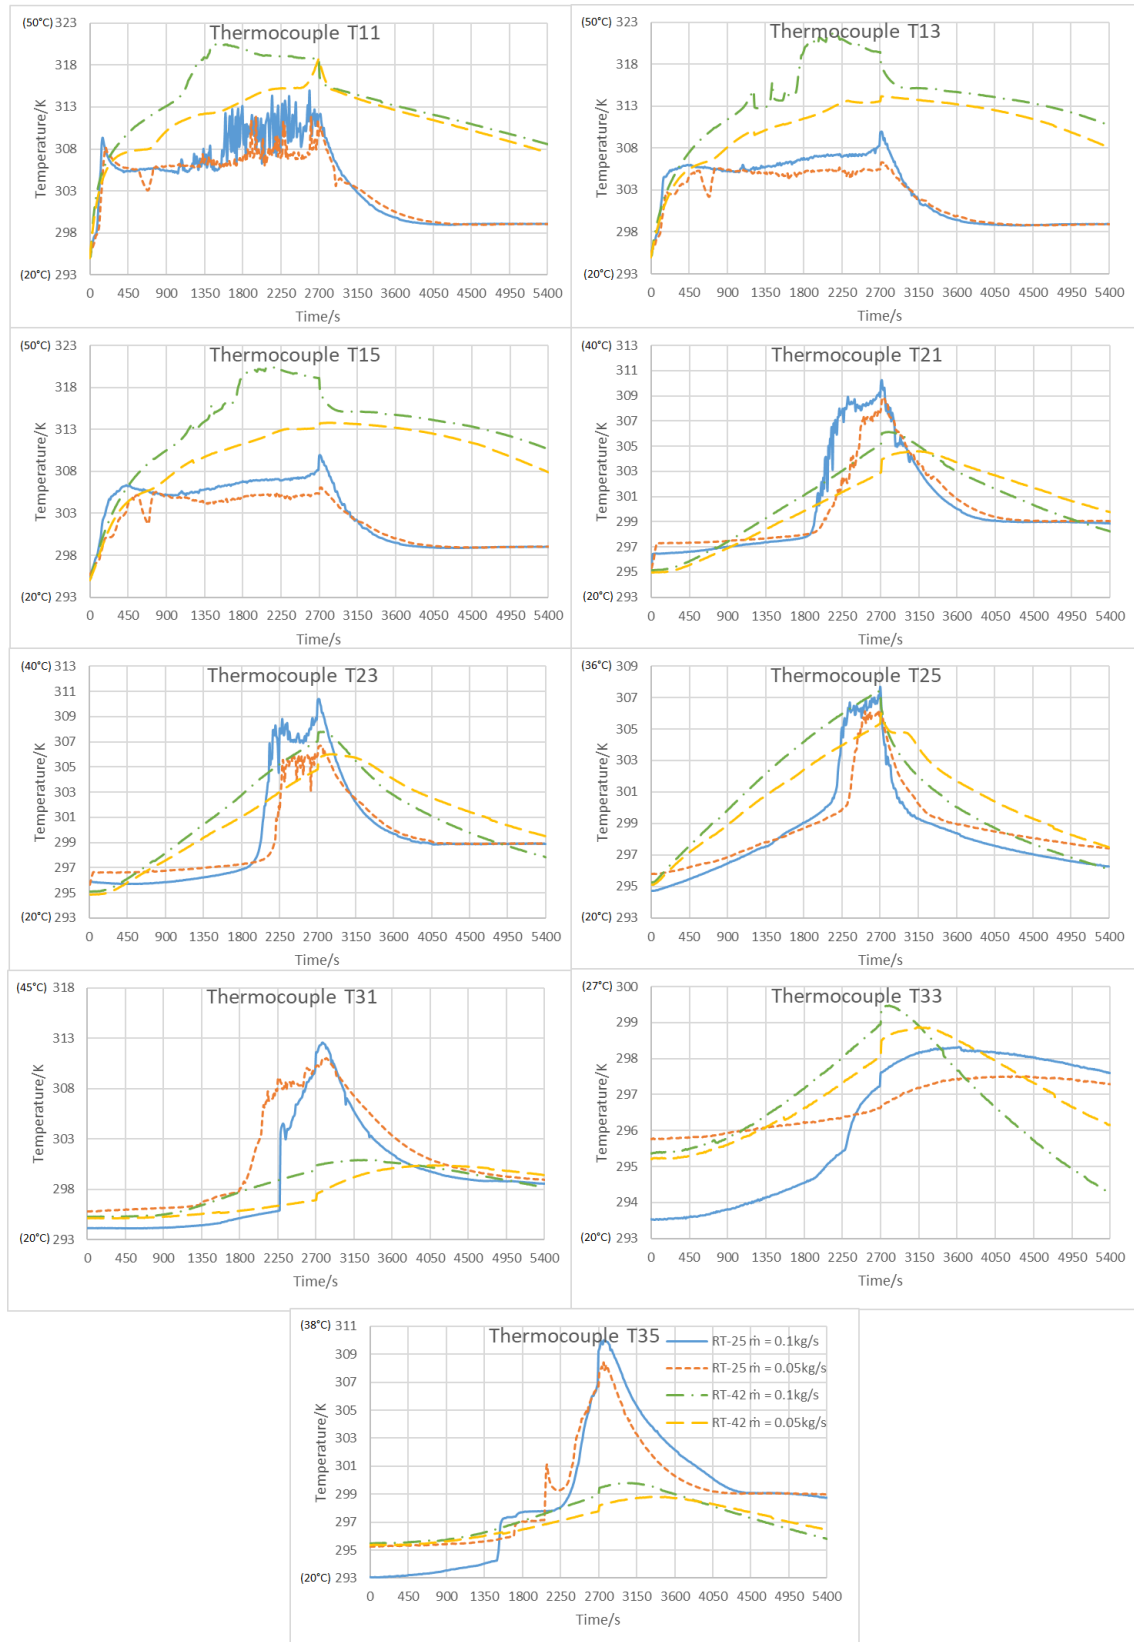 Thermocouple T11
(50°C) 323
318
313
308
303
298
(20°C) 293
Temperature/K
0 450 900 1350 1800 2250 2700 3150 3600 4050 4500 4950 5400
Time/s
Thermocouple T13
(50°C) 323
318
313
308
303
298
(20°C) 293
Temperature/K
0 450 900 1350 1800 2250 2700 3150 3600 4050 4500 4950 5400
Time/s
Thermocouple T15
(50°C) 323
318
313
308
303
298
(20°C) 293
Temperature/K
0 450 900 1350 1800 2250 2700 3150 3600 4050 4500 4950 5400
Time/s
Thermocouple T21
(40°C) 313
311
309
307
305
303
301
299
297
295
(20°C) 293
Temperature/K
0 450 900 1350 1800 2250 2700 3150 3600 4050 4500 4950 5400
Time/s
Thermocouple T23
(40°C) 313
311
309
307
305
303
301
299
297
295
(20°C) 293
Temperature/K
0 450 900 1350 1800 2250 2700 3150 3600 4050 4500 4950 5400
Time/s
Thermocouple T25
(36°C) 309
307
305
303
301
299
297
295
(20°C) 293
Temperature/K
0 450 900 1350 1800 2250 2700 3150 3600 4050 4500 4950 5400
Time/s
Thermocouple T31
(45°C) 318
313
308
303
298
(20°C) 293
Temperature/K
0 450 900 1350 1800 2250 2700 3150 3600 4050 4500 4950 5400
Time/s
Thermocouple T33
(27°C) 300
299
298
297
296
295
294
(20°C) 293
Temperature/K
0 450 900 1350 1800 2250 2700 3150 3600 4050 4500 4950 5400
Time/s
Thermocouple T35
(38°C) 311
309
307
305
303
301
299
297
295
(20°C) 293
Temperature/K
RT-25 ṁ = 0.1kg/s
RT-25 ṁ = 0.05kg/s
RT-42 ṁ = 0.1kg/s
RT-42 ṁ = 0.05kg/s
0 450 900 1350 1800 2250 2700 3150 3600 4050 4500 4950 5400
Time/s